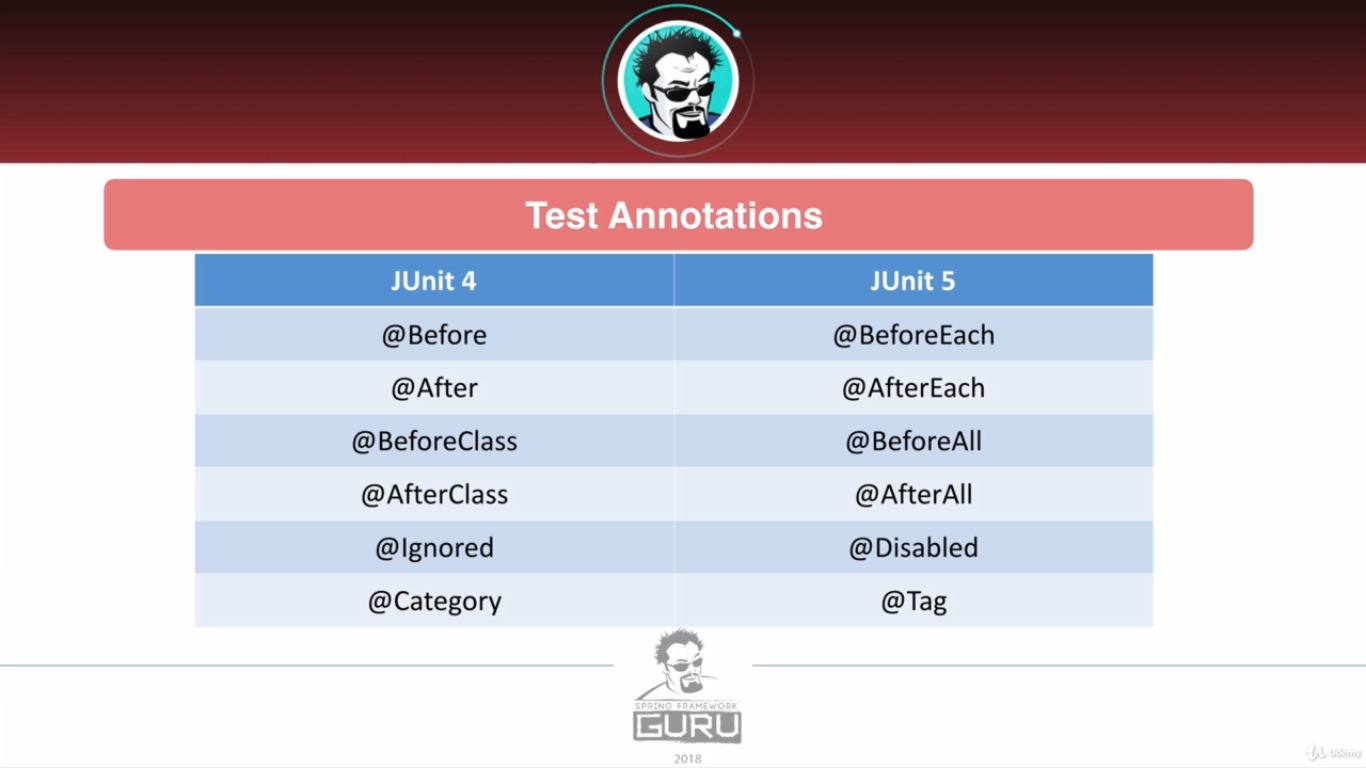 Test Annotations
JUnit 4 JUnit 5
@Before @BeforeEach
@After @AfterEach
@BeforeClass @BeforeAll
@AfterClass @AfterAll
@Ignored @Disabled
@Category @Tag
SPRING FRAMEWORK
GURU
2018
Udemy